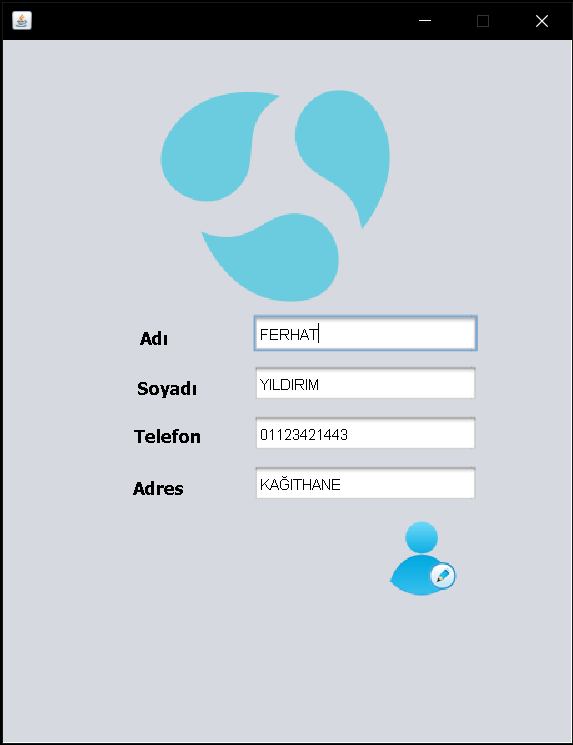 Adı FERHAT
Soyadı YILDIRIM
Telefon 01123421443
Adres KAĞITHANE